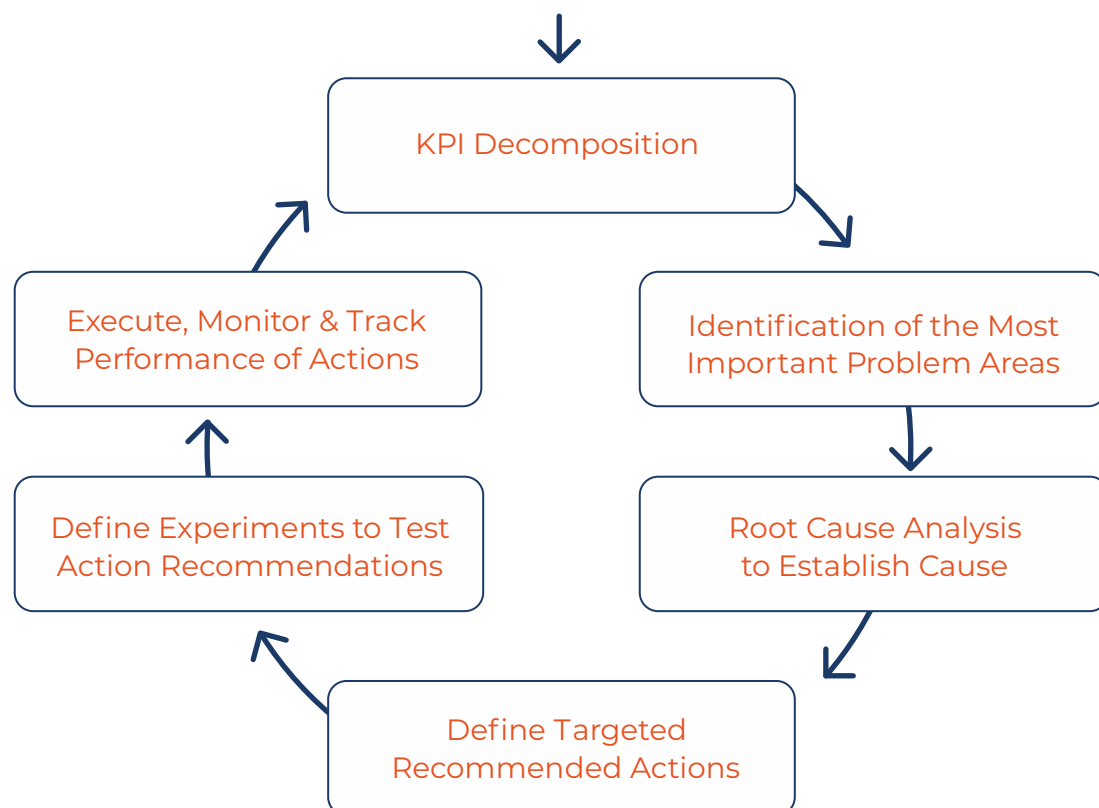 KPI Decomposition
Identification of the Most
Important Problem Areas
Root Cause Analysis
to Establish Cause
Define Targeted
Recommended Actions
Define Experiments to Test
Action Recommendations
Execute, Monitor & Track
Performance of Actions